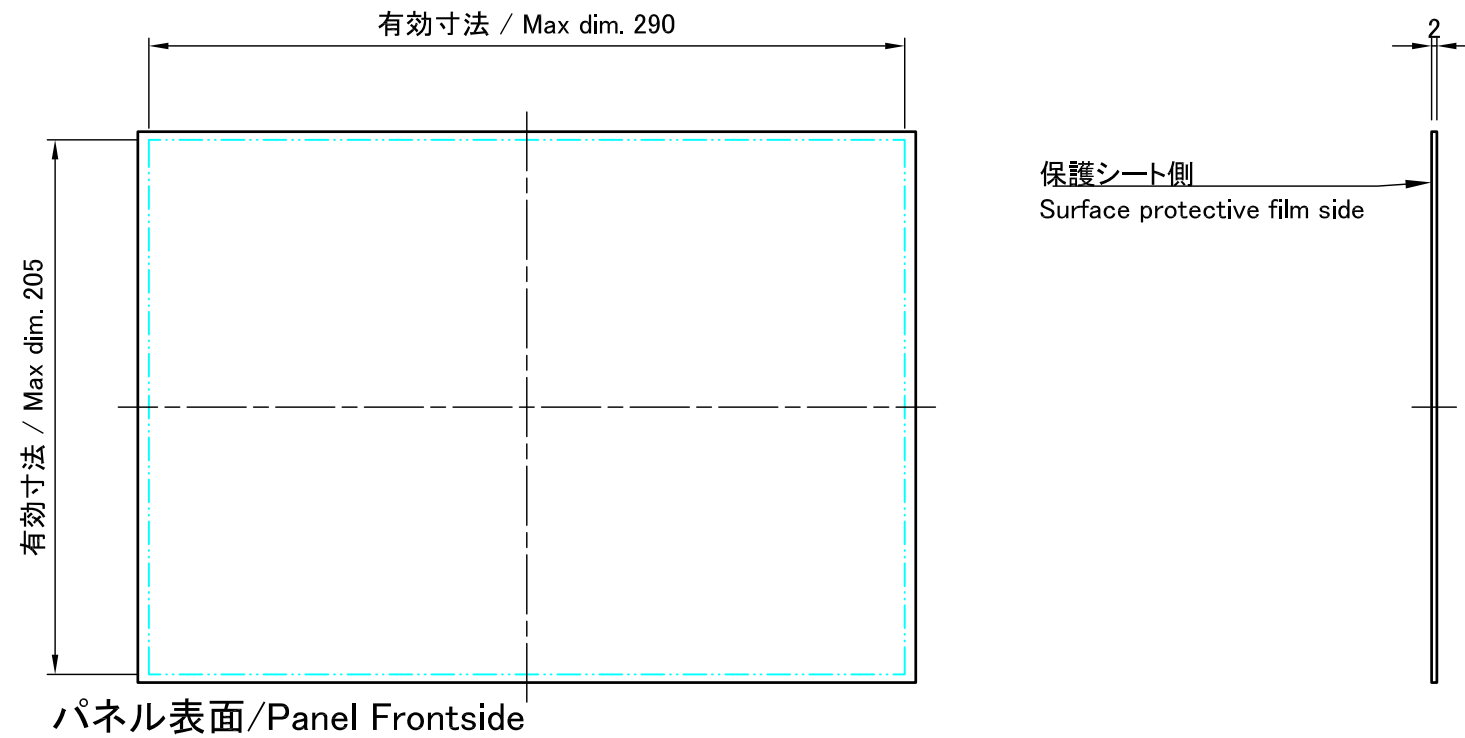 有効寸法 / Max dim. 290
2
保護シート側
Surface protective film side
有効寸法 / Max dim. 205
パネル表面/Panel Frontside